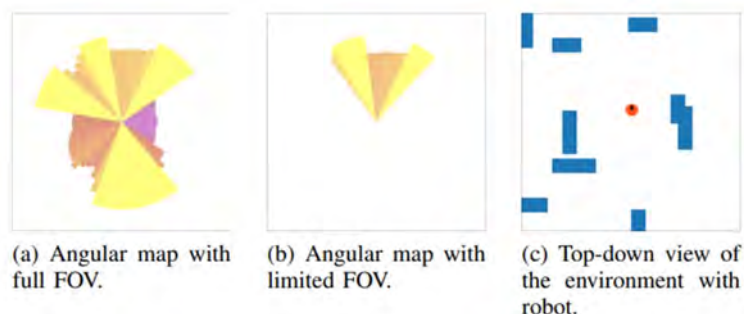 (a) Angular map with
full FOV.
(b) Angular map with
limited FOV.
(c) Top-down view of
the environment with
robot.